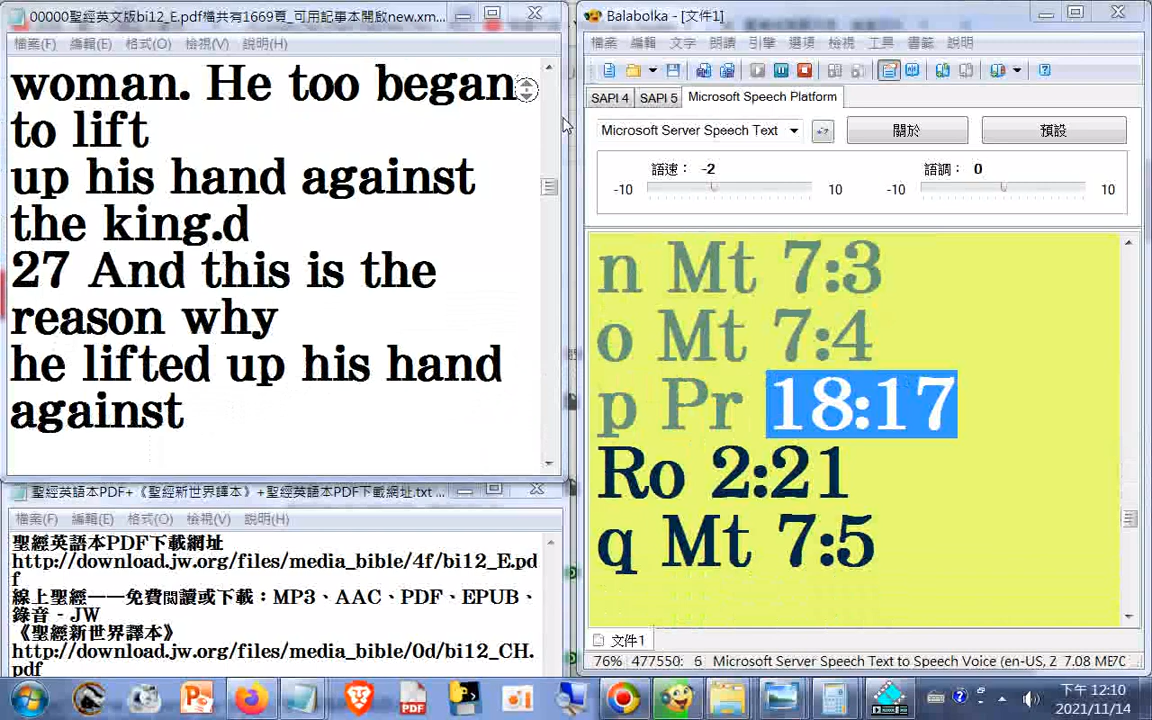 00000聖經英文版bi12_E.pdf檔共有1669頁_可用記事本開啟new.xm...
檔案(F) 編輯(E) 格式(O) 檢視(V) 說明(H)
woman. He too began
to lift
up his hand against
the king.d
27 And this is the
reason why
he lifted up his hand
against
聖經英語本PDF+《聖經新世界譯本》+聖經英語本PDF下載網址.txt ...
檔案(F) 編輯(E) 格式(O) 檢視(V) 說明(H)
聖經英語本PDF下載網址
http://download.jw.org/files/media_bible/4f/bi12_E.pd
f
線上聖經——免費閱讀或下載：MP3、AAC、PDF、EPUB、
錄音 - JW
《聖經新世界譯本》
http://download.jw.org/files/media_bible/0d/bi12_CH.
pdf
Balabolka - [文件1]
檔案 編輯 文字 朗讀 引擎 選項 檢視 工具 書籤 說明
SAPI 4 SAPI 5 Microsoft Speech Platform
Microsoft Server Speech Text 關於 預設
語速： -2 語調： 0
-10 10 -10 10
n Mt 7:3
o Mt 7:4
p Pr 18:17
Ro 2:21
q Mt 7:5
文件1
76% 477550: 6 Microsoft Server Speech Text to Speech Voice (en-US, 2 7.08 ME
下午 12:10
2021/11/14